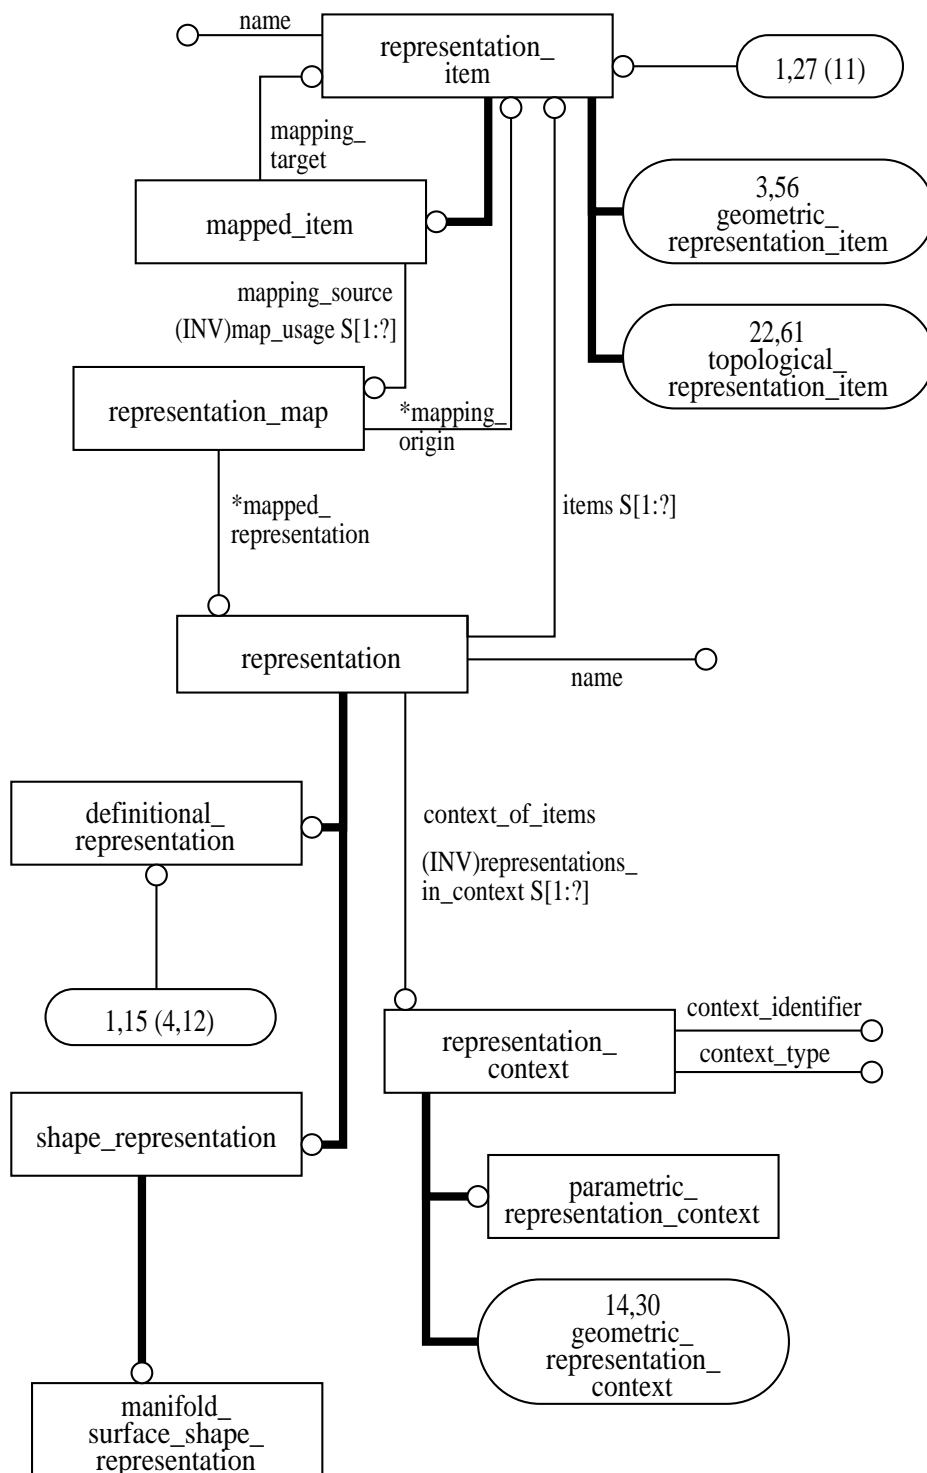 name
representation_
item
1,27 (11)
mapping_
target
3,56
geometric_
representation_item
mapped_item
mapping_source
(INV)map_usage S[1:?]
22,61
topological_
representation_item
representation_map
*mapping_
origin
*mapped_
representation
items S[1:?]
representation
name
definitional_
representation
context_of_items
(INV)representations_
in_context S[1:?]
1,15 (4,12)
representation_
context
context_identifier
context_type
shape_representation
parametric_
representation_context
14,30
geometric_
representation_
context
manifold_
surface_shape_
representation